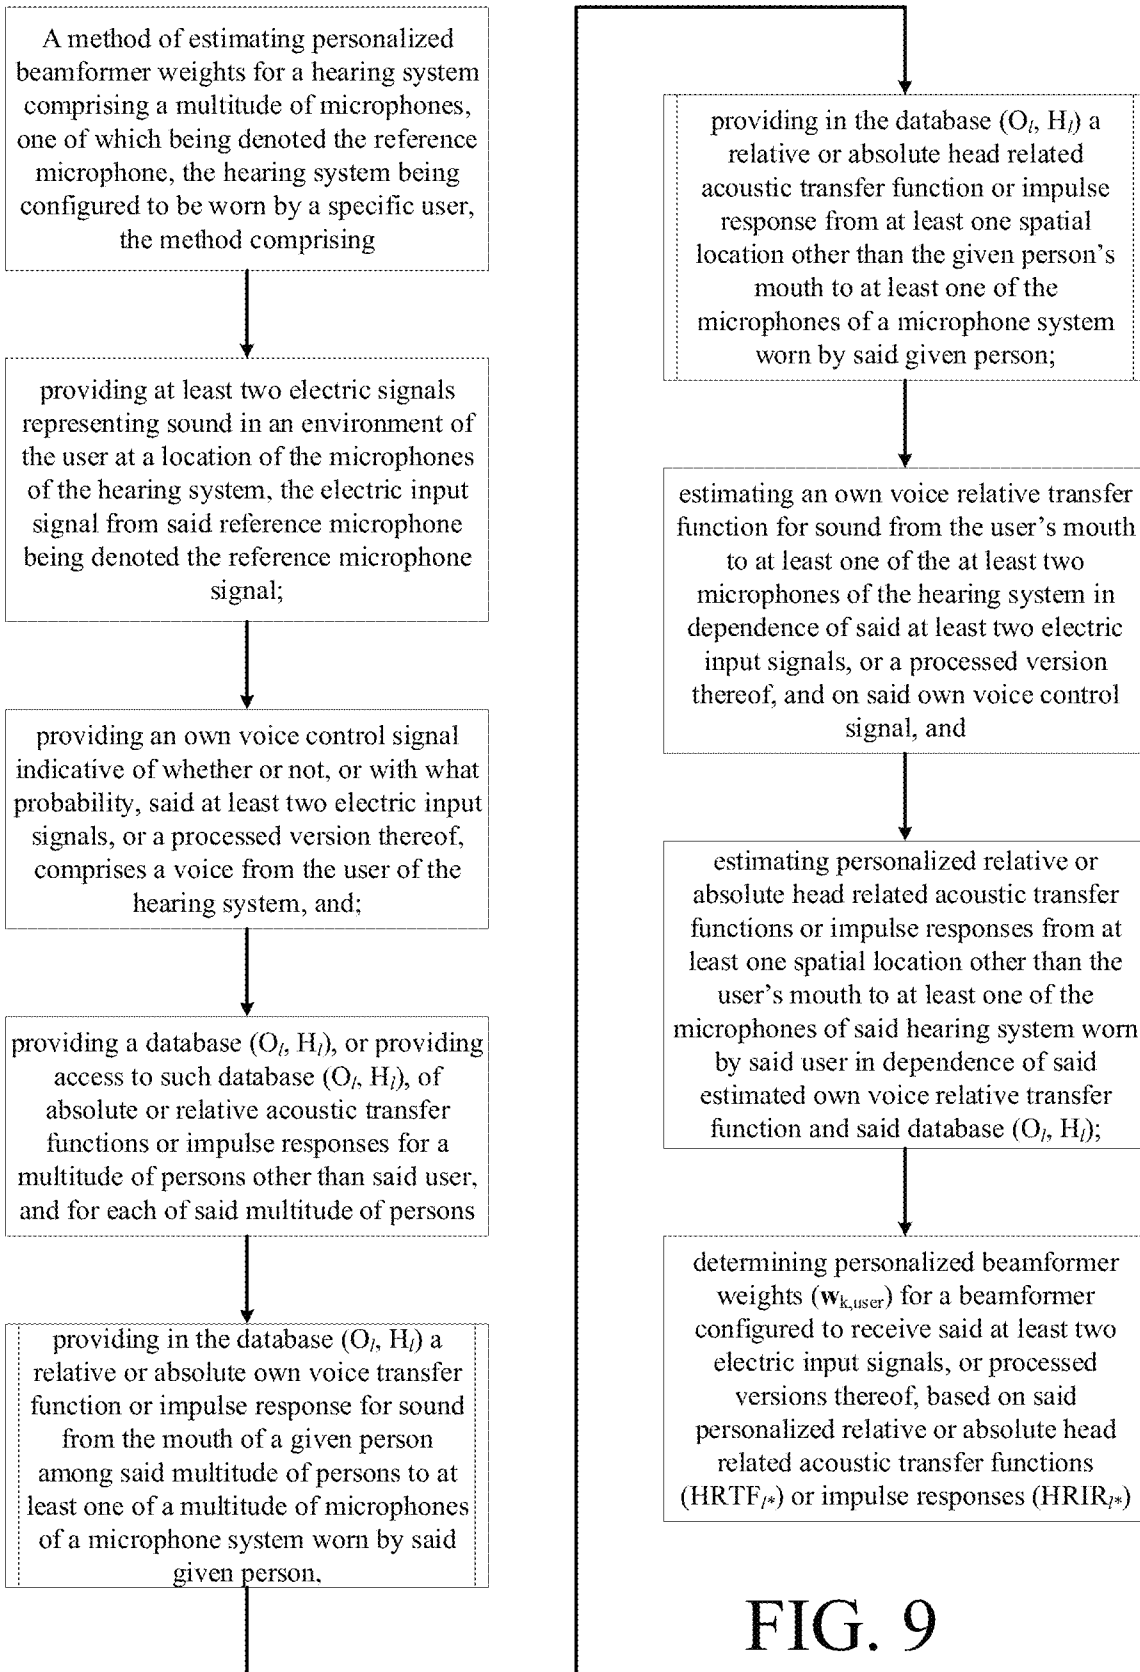 A method of estimating personalized
beamformer weights for a hearing system
comprising a multitude of microphones,
one of which being denoted the reference
microphone, the hearing system being
configured to be worn by a specific user,
the method comprising
providing at least two electric signals
representing sound in an environment of
the user at a location of the microphones
of the hearing system, the electric input
signal from said reference microphone
being denoted the reference microphone
signal;
providing an own voice control signal
indicative of whether or not, or with what
probability, said at least two electric input
signals, or a processed version thereof,
comprises a voice from the user of the
hearing system, and;
providing a database (Oₗ, Hₗ), or providing
access to such database (Oₗ, Hₗ), of
absolute or relative acoustic transfer
functions or impulse responses for a
multitude of persons other than said user,
and for each of said multitude of persons
providing in the database (Oₗ, Hₗ) a
relative or absolute own voice transfer
function or impulse response for sound
from the mouth of a given person
among said multitude of persons to at
least one of a multitude of microphones
of a microphone system worn by said
given person,
providing in the database (Oₗ, Hₗ) a
relative or absolute head related
acoustic transfer function or impulse
response from at least one spatial
location other than the given person's
mouth to at least one of the
microphones of a microphone system
worn by said given person;
estimating an own voice relative transfer
function for sound from the user's mouth
to at least one of the at least two
microphones of the hearing system in
dependence of said at least two electric
input signals, or a processed version
thereof, and on said own voice control
signal, and
estimating personalized relative or
absolute head related acoustic transfer
functions or impulse responses from at
least one spatial location other than the
user's mouth to at least one of the
microphones of said hearing system worn
by said user in dependence of said
estimated own voice relative transfer
function and said database (Oₗ, Hₗ);
determining personalized beamformer
weights (w_k,user) for a beamformer
configured to receive said at least two
electric input signals, or processed
versions thereof, based on said
personalized relative or absolute head
related acoustic transfer functions
(HRTFₗ*) or impulse responses (HRIRₗ*)
FIG. 9